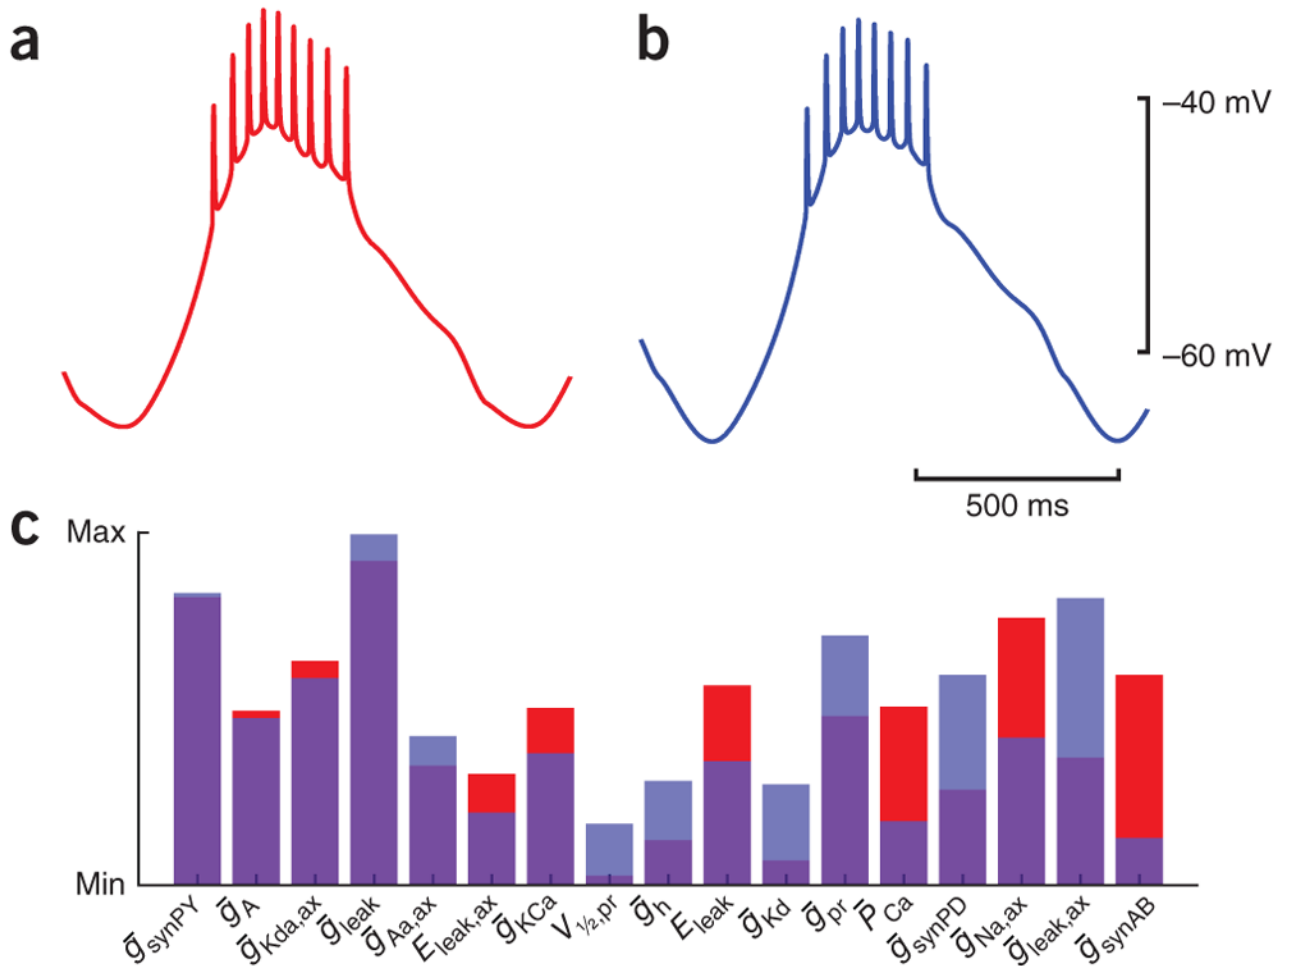 a
b
–40 mV
–60 mV
500 ms
c
Max
Min
ḡsynPY
ḡA
ḡKda,ax
ḡleak
ḡAa,ax
Eleak,ax
ḡKCa
V½,pr
ḡh
Eleak
ḡKd
ḡpr
P̄Ca
ḡsynPD
ḡNa,ax
ḡleak,ax
ḡsynAB